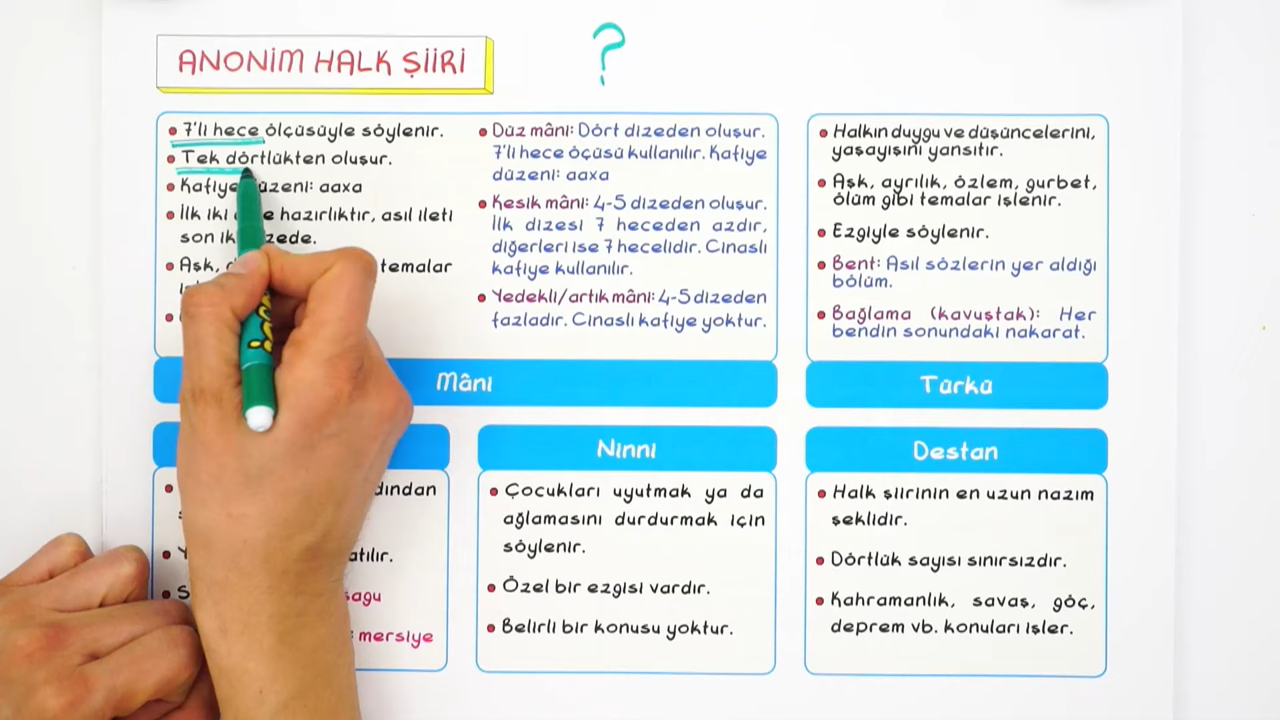 ANONİM HALK ŞİİRİ
?
7'li hece ölçüsüyle söylenir.
Tek dörtlükten oluşur.
Kafiye düzeni: aaxa
İlk iki hazırlıktır, asıl ileti
son iki dizede.
Aşk, temalar
Düz mâni: Dört dizeden oluşur.
7'li hece öçüsü kullanılır. Kafiye
düzeni: aaxa
Kesik mâni: 4-5 dizeden oluşur.
İlk dizesi 7 heceden azdır,
diğerleri ise 7 hecelidir. Cinaslı
kafiye kullanılır.
Yedekli/artık mâni: 4-5 dizeden
fazladır. Cinaslı kafiye yoktur.
Mâni
Halkın duygu ve düşüncelerini,
yaşayışını yansıtır.
Aşk, ayrılık, özlem, gurbet,
ölüm gibi temalar işlenir.
Ezgiyle söylenir.
Bent: Asıl sözlerin yer aldığı
bölüm.
Bağlama (kavuştak): Her
bendin sonundaki nakarat.
Türkü
sagu
: mersiye
Ninni
Çocukları uyutmak ya da
ağlamasını durdurmak için
söylenir.
Özel bir ezgisi vardır.
Belirli bir konusu yoktur.
Destan
Halk şiirinin en uzun nazım
şeklidir.
Dörtlük sayısı sınırsızdır.
Kahramanlık, savaş, göç,
deprem vb. konuları işler.